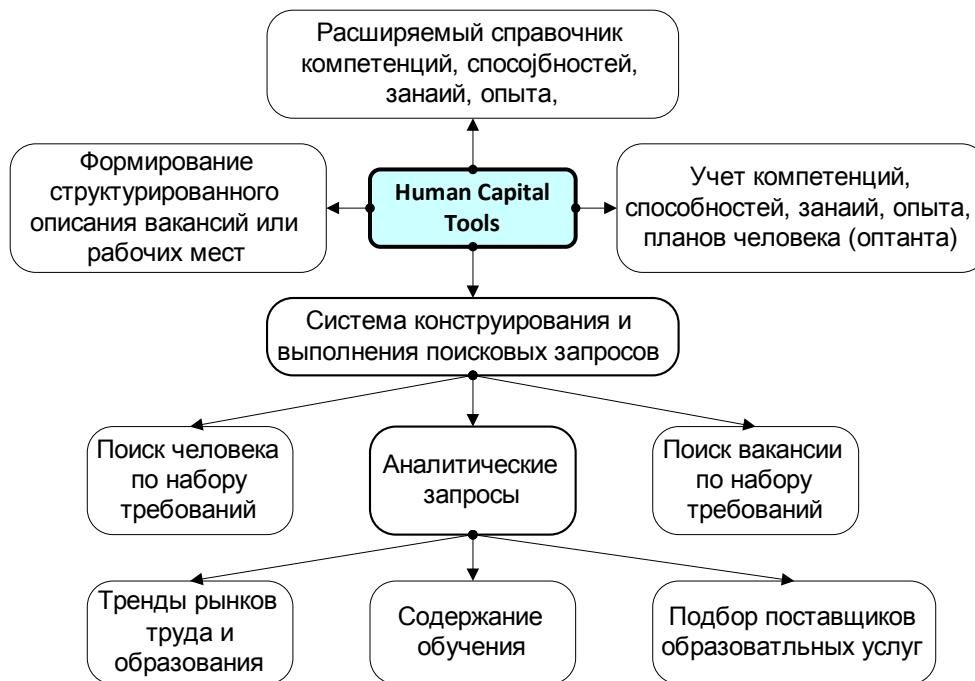 Расширяемый справочник
компетенций, способјностей,
занаий, опыта,
Формирование
структурированного
описания вакансий или
рабочих мест
Human Capital
Tools
Учет компетенций,
способностей, занаий, опыта,
планов человека (оптанта)
Система конструирования и
выполнения поисковых запросов
Поиск человека
по набору
требований
Аналитические
запросы
Поиск вакансии
по набору
требований
Тренды рынков
труда и
образования
Содержание
обучения
Подбор поставщиков
образоватльных услуг